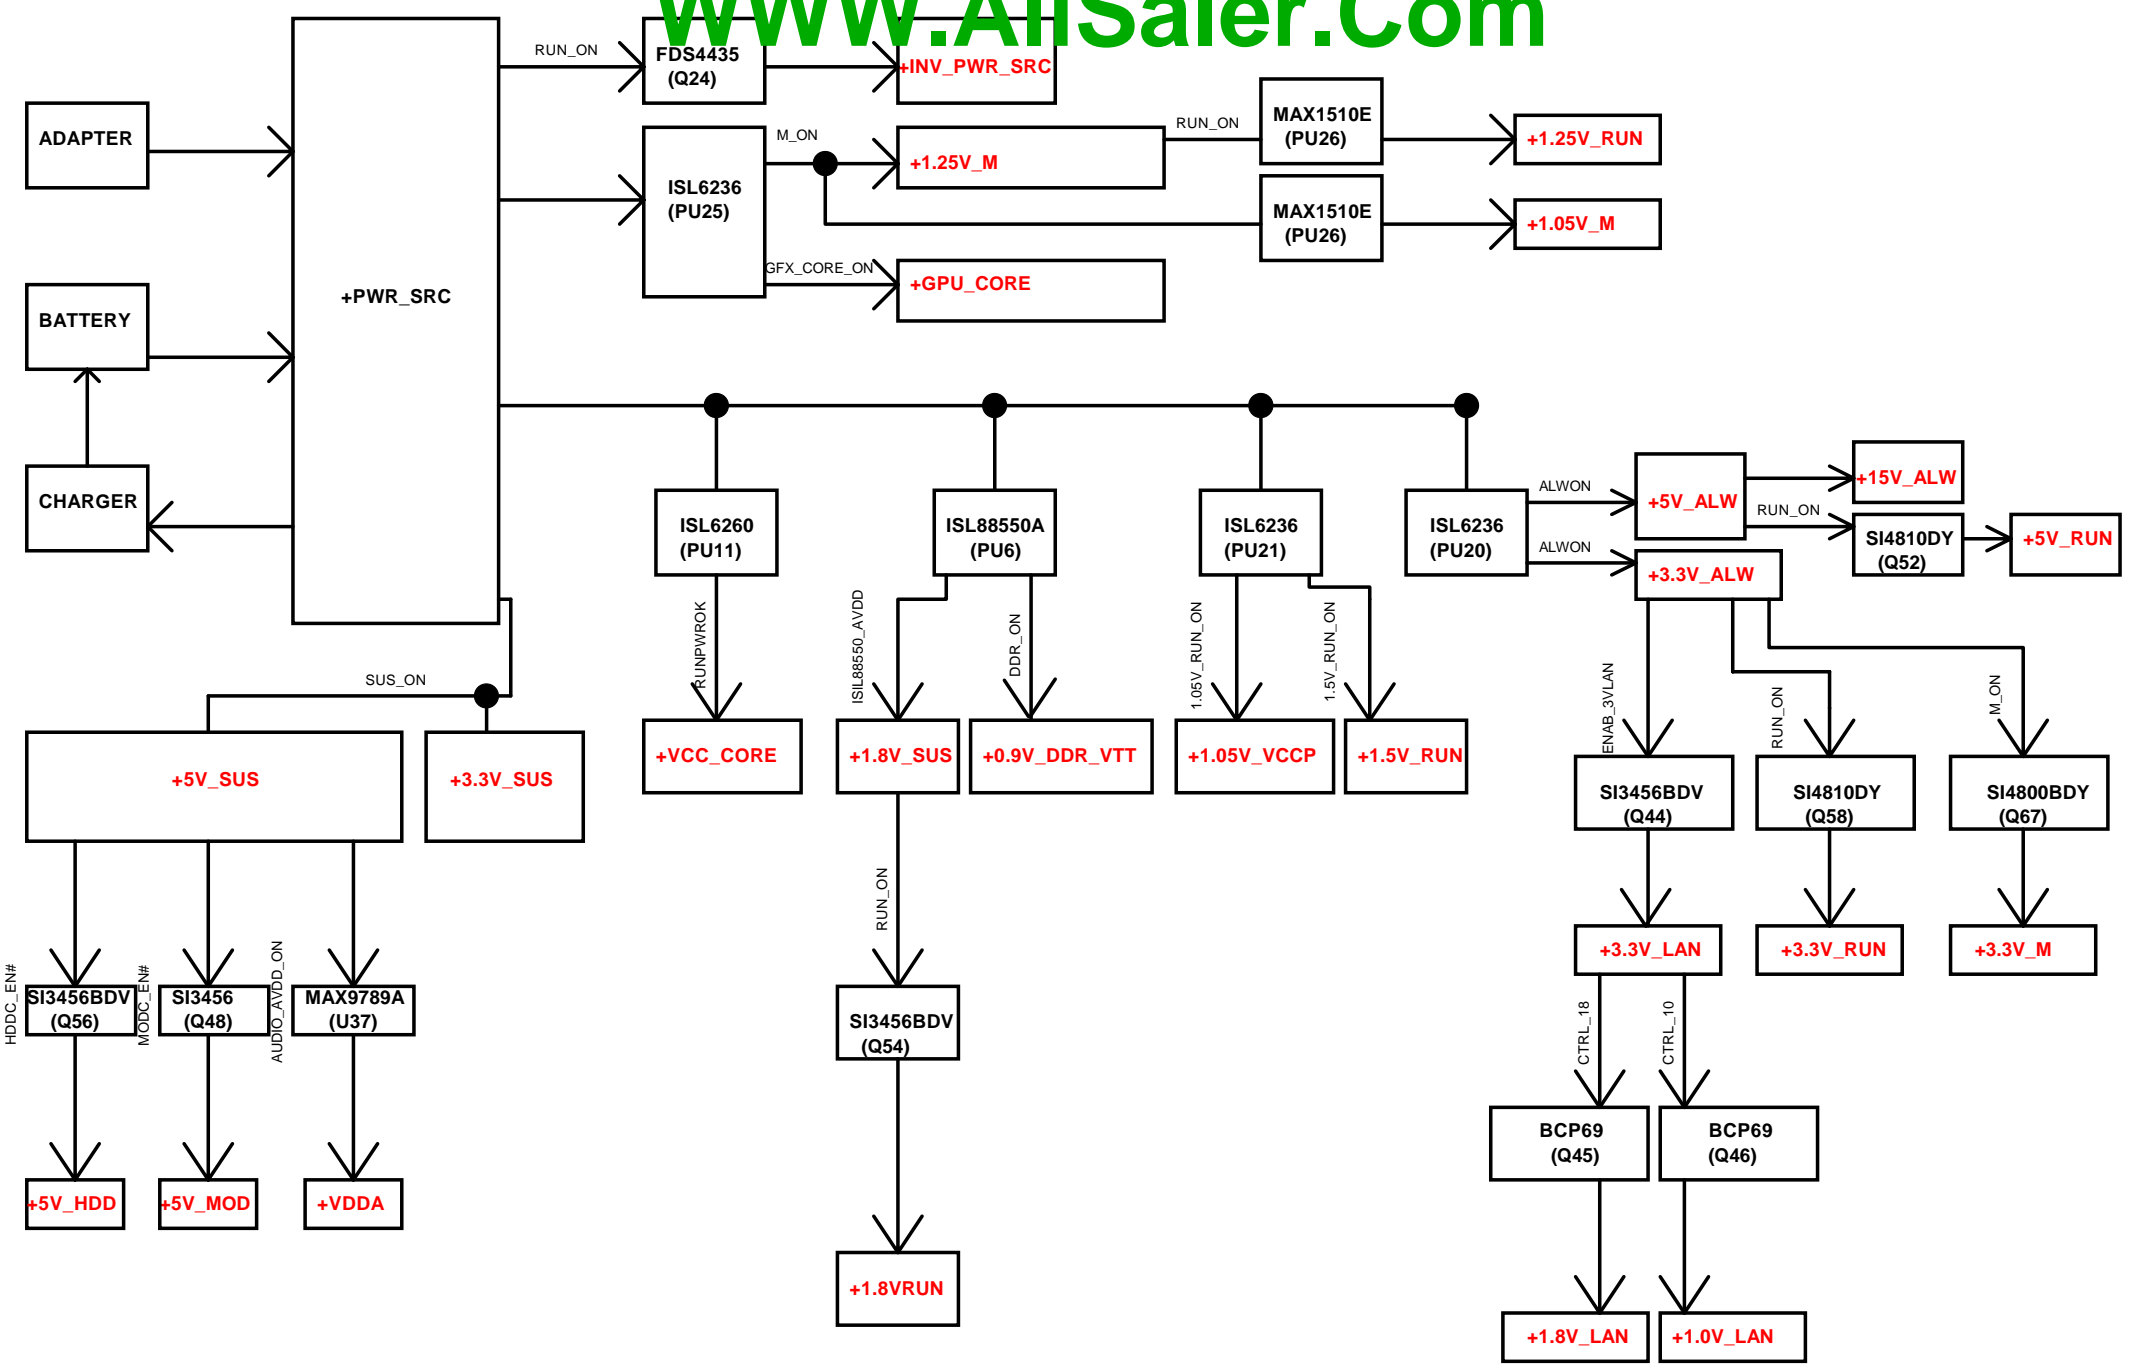 WWW.AllSaler.Com
RUN_ON
FDS4435
(Q24)
+INV_PWR_SRC
ADAPTER
M_ON
+1.25V_M
RUN_ON
MAX1510E
(PU26)
+1.25V_RUN
ISL6236
(PU25)
MAX1510E
(PU26)
+1.05V_M
GFX_CORE_ON
+GPU_CORE
+PWR_SRC
BATTERY
CHARGER
ISL6260
(PU11)
ISL88550A
(PU6)
ISL6236
(PU21)
ISL6236
(PU20)
ALWON
ALWON
+5V_ALW
+3.3V_ALW
+15V_ALW
RUN_ON
SI4810DY
(Q52)
+5V_RUN
SUS_ON
RUNPWROK
ISIL88550_AVDD
DDR_ON
1.05V_RUN_ON
1.5V_RUN_ON
ENAB_3VLAN
RUN_ON
M_ON
+5V_SUS
+3.3V_SUS
+VCC_CORE
+1.8V_SUS
+0.9V_DDR_VTT
+1.05V_VCCP
+1.5V_RUN
SI3456BDV
(Q44)
SI4810DY
(Q58)
SI4800BDY
(Q67)
RUN_ON
+3.3V_LAN
+3.3V_RUN
+3.3V_M
HDDC_EN#
SI3456BDV
(Q56)
MODC_EN#
SI3456
(Q48)
AUDIO_AVDD_ON
MAX9789A
(U37)
SI3456BDV
(Q54)
CTRL_18
CTRL_10
BCP69
(Q45)
BCP69
(Q46)
+5V_HDD
+5V_MOD
+VDDA
+1.8VRUN
+1.8V_LAN
+1.0V_LAN